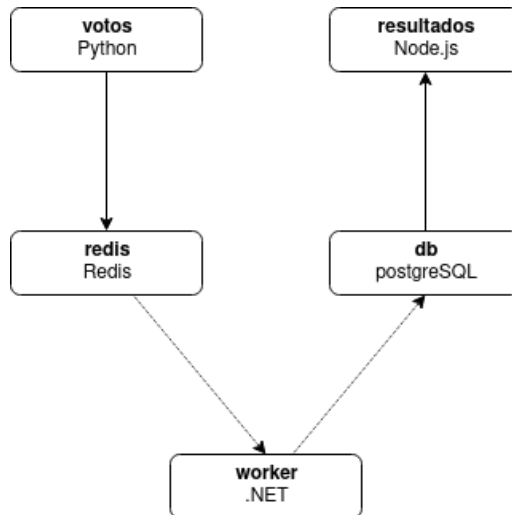 votos
Python
resultados
Node.js
redis
Redis
db
postgreSQL
worker
.NET